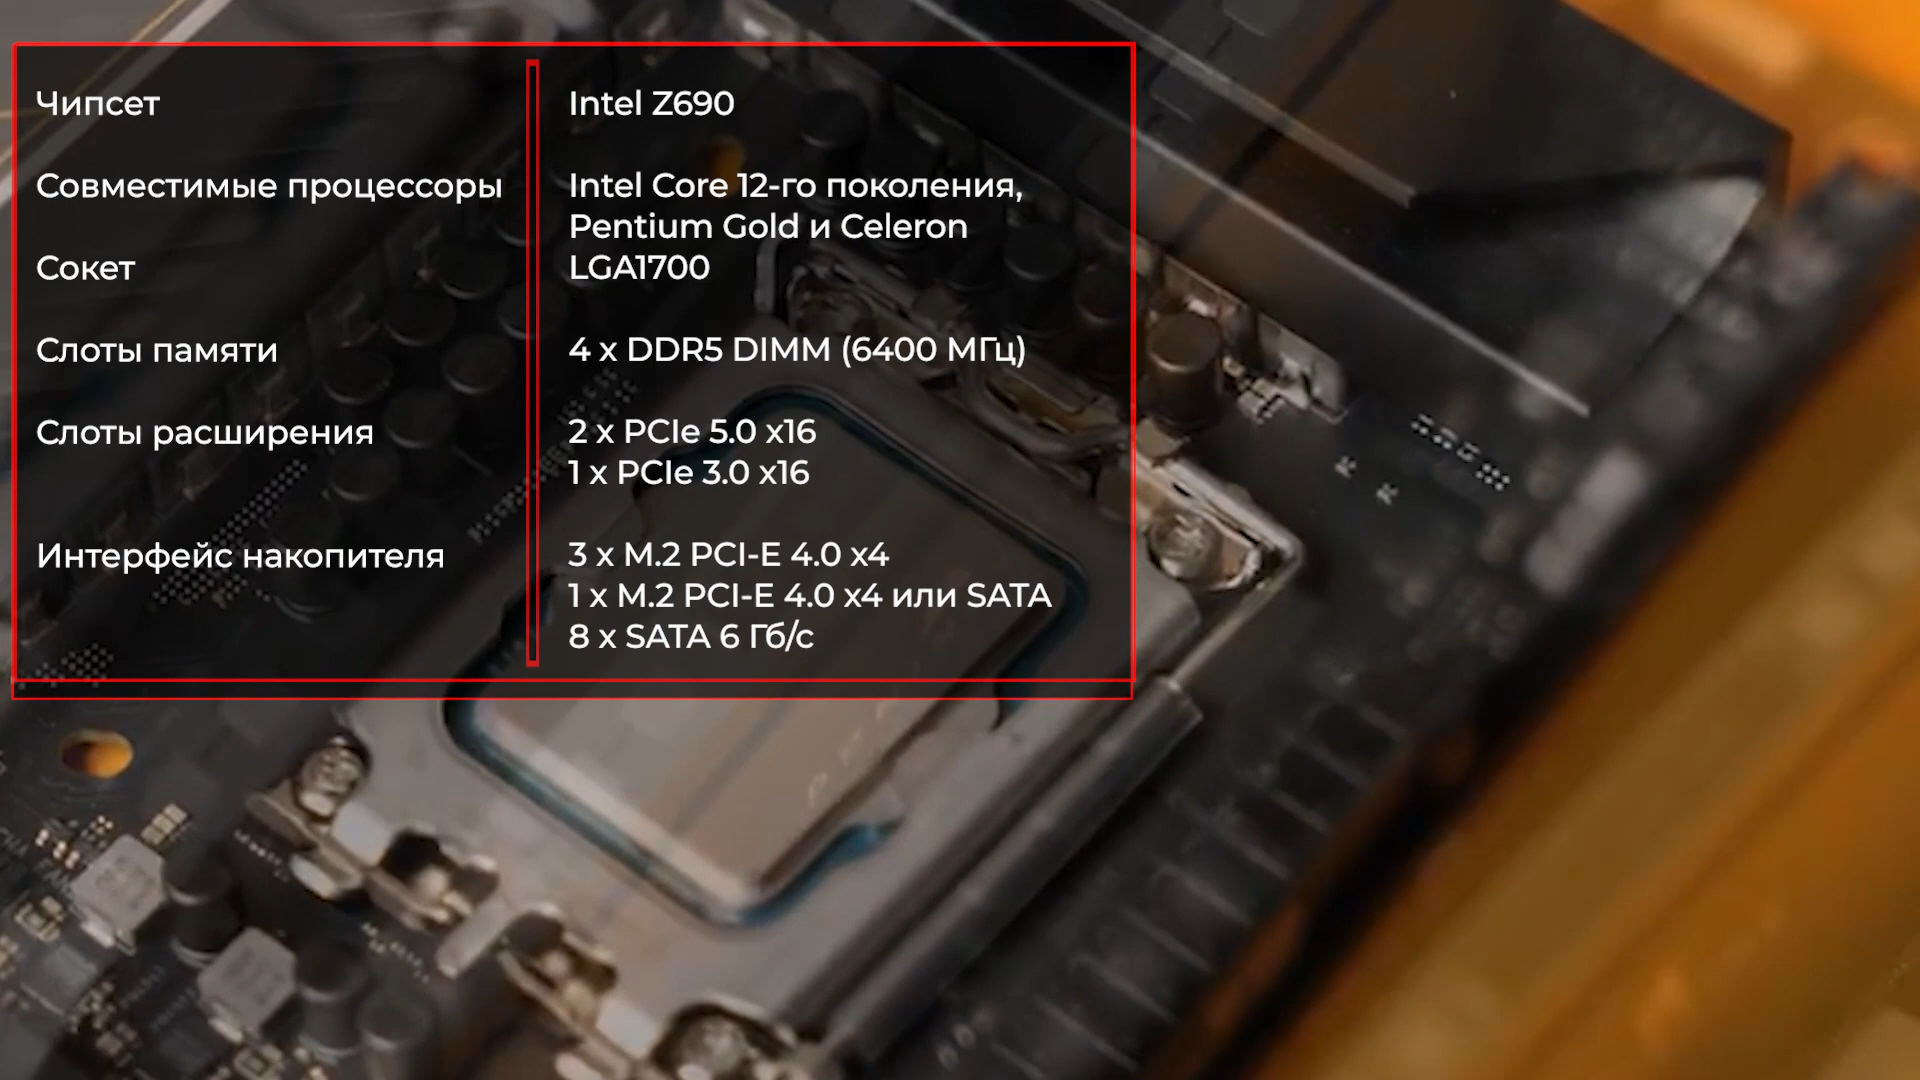 Чипсет Intel Z690
Совместимые процессоры Intel Core 12-го поколения,
Pentium Gold и Celeron
Сокет LGA1700
Слоты памяти 4 x DDR5 DIMM (6400 МГц)
Слоты расширения 2 x PCIe 5.0 x16
1 x PCIe 3.0 x16
Интерфейс накопителя 3 x M.2 PCI-E 4.0 x4
1 x M.2 PCI-E 4.0 x4 или SATA
8 x SATA 6 Гб/с